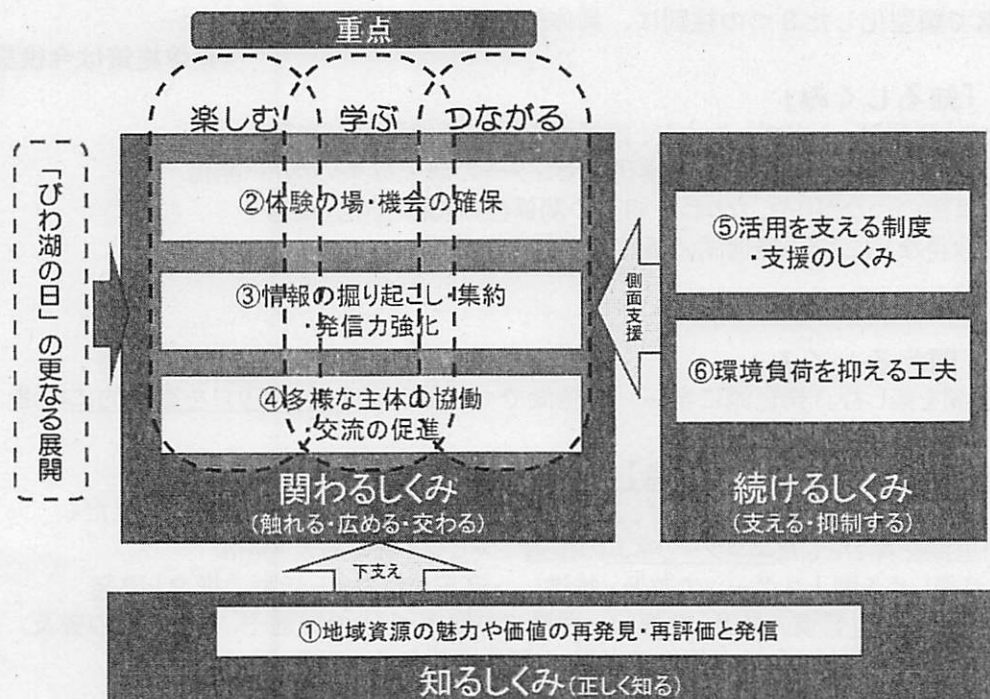 重点
楽しむ 学ぶ つながる
「びわ湖の日」の更なる展開
②体験の場・機会の確保
③情報の掘り起こし・集約
・発信力強化
④多様な主体の協働
・交流の促進
関わるしくみ
(触れる・広める・交わる)
側面支援
⑤活用を支える制度
・支援のしくみ
⑥環境負荷を抑える工夫
続けるしくみ
(支える・抑制する)
下支え
①地域資源の魅力や価値の再発見・再評価と発信
知るしくみ(正しく知る)